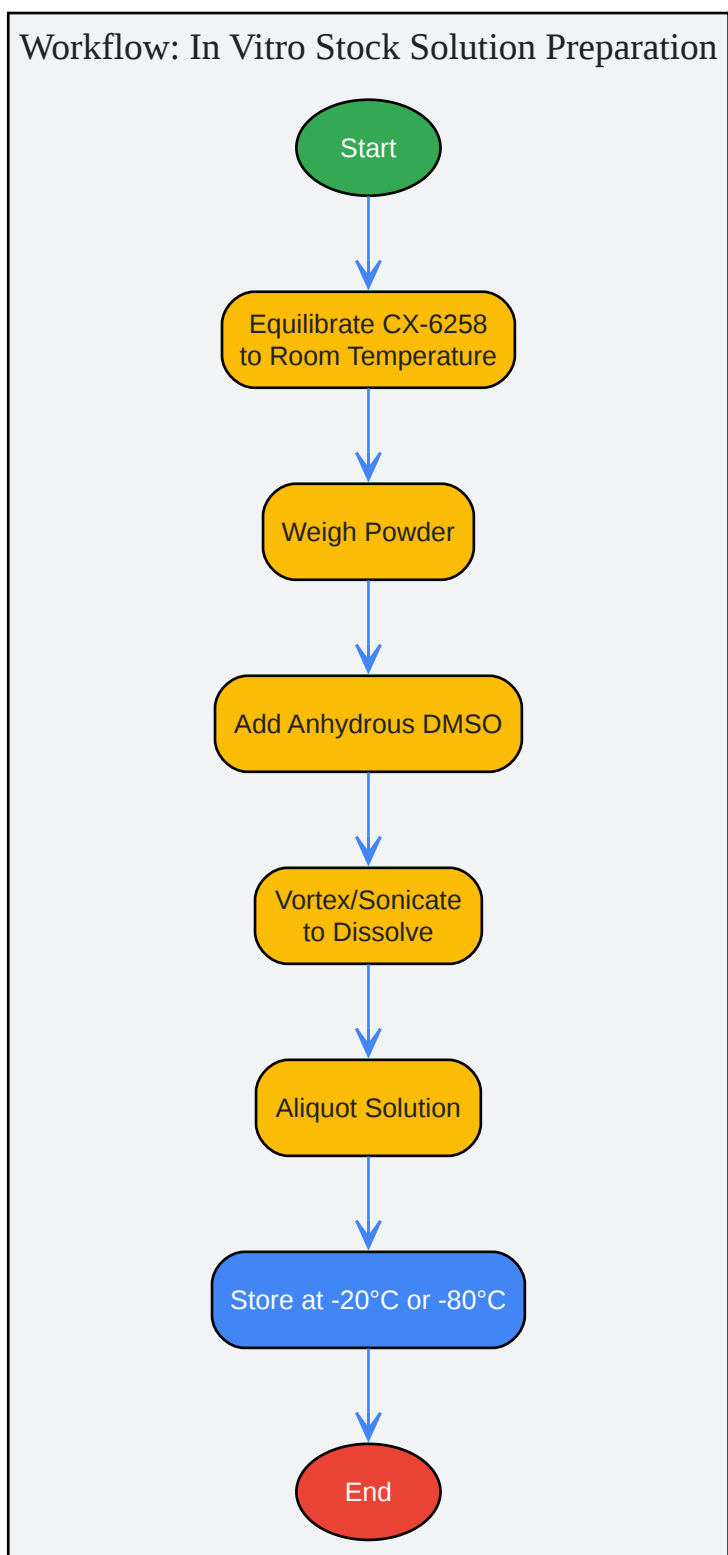 Workflow: In Vitro Stock Solution Preparation
Start
Equilibrate CX-6258
to Room Temperature
Weigh Powder
Add Anhydrous DMSO
Vortex/Sonicate
to Dissolve
Aliquot Solution
Store at -20°C or -80°C
End